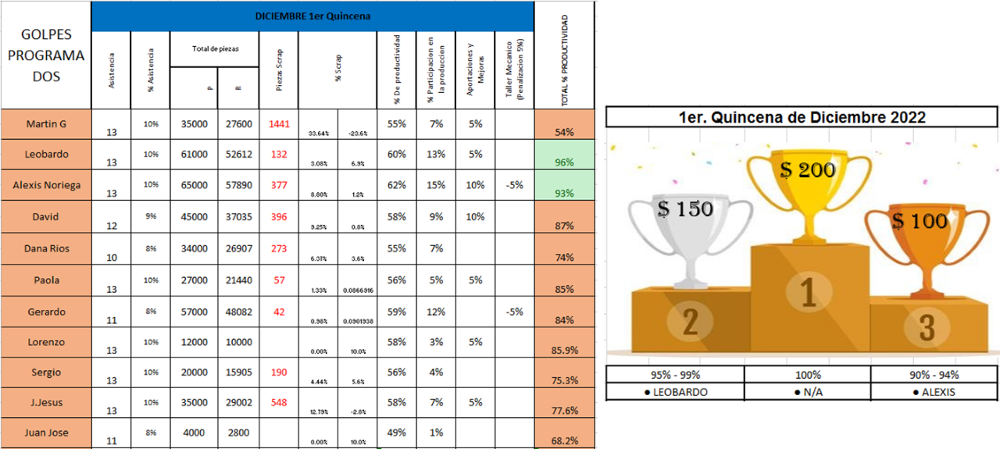 DICIEMBRE 1er Quincena
GOLPES
PROGRAMA
DOS
Asistencia
% Asistencia
Total de piezas
P
R
Piezas Scrap
% Scrap
% De productividad
% Participacion en
la produccion
Aportaciones y
Mejoras
Taller Mecanico
(Penalizacion 5%)
TOTAL % PRODUCTIVIDAD
Martin G 13 10% 35000 27600 1441 33.64% -23.6% 55% 7% 5% 54%
Leobardo 13 10% 61000 52612 132 3.08% 6.9% 60% 13% 5% 96%
Alexis Noriega 13 10% 65000 57890 377 8.80% 1.2% 62% 15% 10% -5% 93%
David 12 9% 45000 37035 396 9.25% 0.8% 58% 9% 10% 87%
Dana Rios 10 8% 34000 26907 273 6.37% 3.6% 55% 7% 74%
Paola 13 10% 27000 21440 57 1.33% 0.0866916 56% 5% 5% 85%
Gerardo 11 8% 57000 48082 42 0.98% 0.0901938 59% 12% -5% 84%
Lorenzo 13 10% 12000 10000 0.00% 10.0% 58% 3% 5% 85.9%
Sergio 13 10% 20000 15905 190 4.44% 5.6% 56% 4% 75.3%
J.Jesus 13 10% 35000 29002 548 12.79% -2.8% 58% 7% 5% 77.6%
Juan Jose 11 8% 4000 2800 0.00% 10.0% 49% 1% 68.2%
1er. Quincena de Diciembre 2022
$ 200
$ 150
$ 100
1
2
3
95% - 99% 100% 90% - 94%
● LEOBARDO ● N/A ● ALEXIS